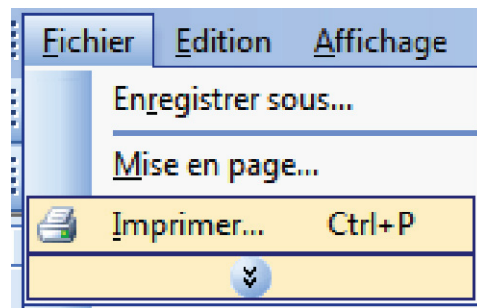 Fichier Edition Affichage
Enregistrer sous...
Mise en page...
Imprimer... Ctrl+P